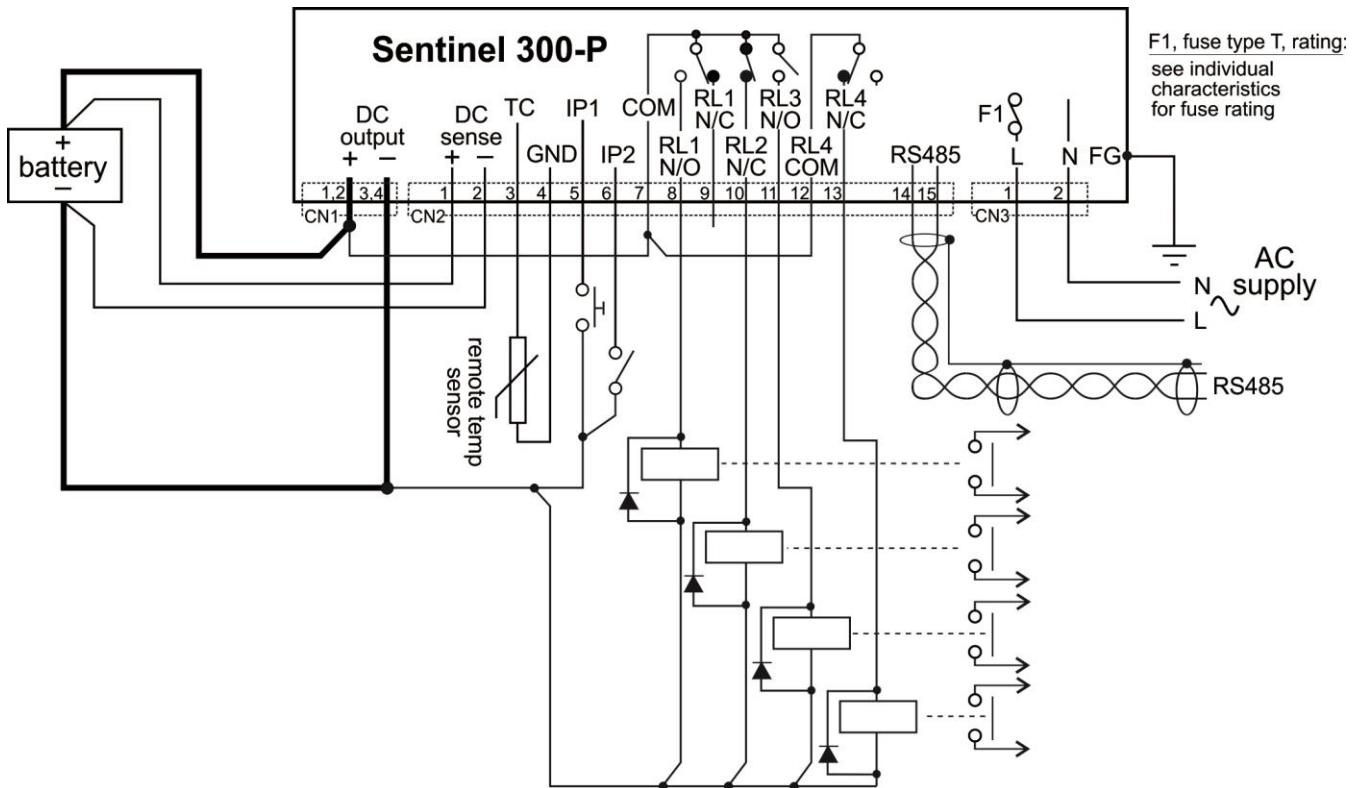 Sentinel 300-P
F1, fuse type T, rating:
see individual
characteristics
for fuse rating
+
battery
−
DC
output
+ −
DC
sense
+ −
TC
GND
IP1
IP2
COM
RL1
N/O
RL1
N/C
RL2
N/C
RL3
N/O
RL4
COM
RL4
N/C
RS485
F1
L
N
FG
1,2 3,4
CN1
1 2 3 4 5 6 7 8 9 10 11 12 13 14 15
CN2
1 2
CN3
AC
supply
N
L
RS485
remote temp
sensor